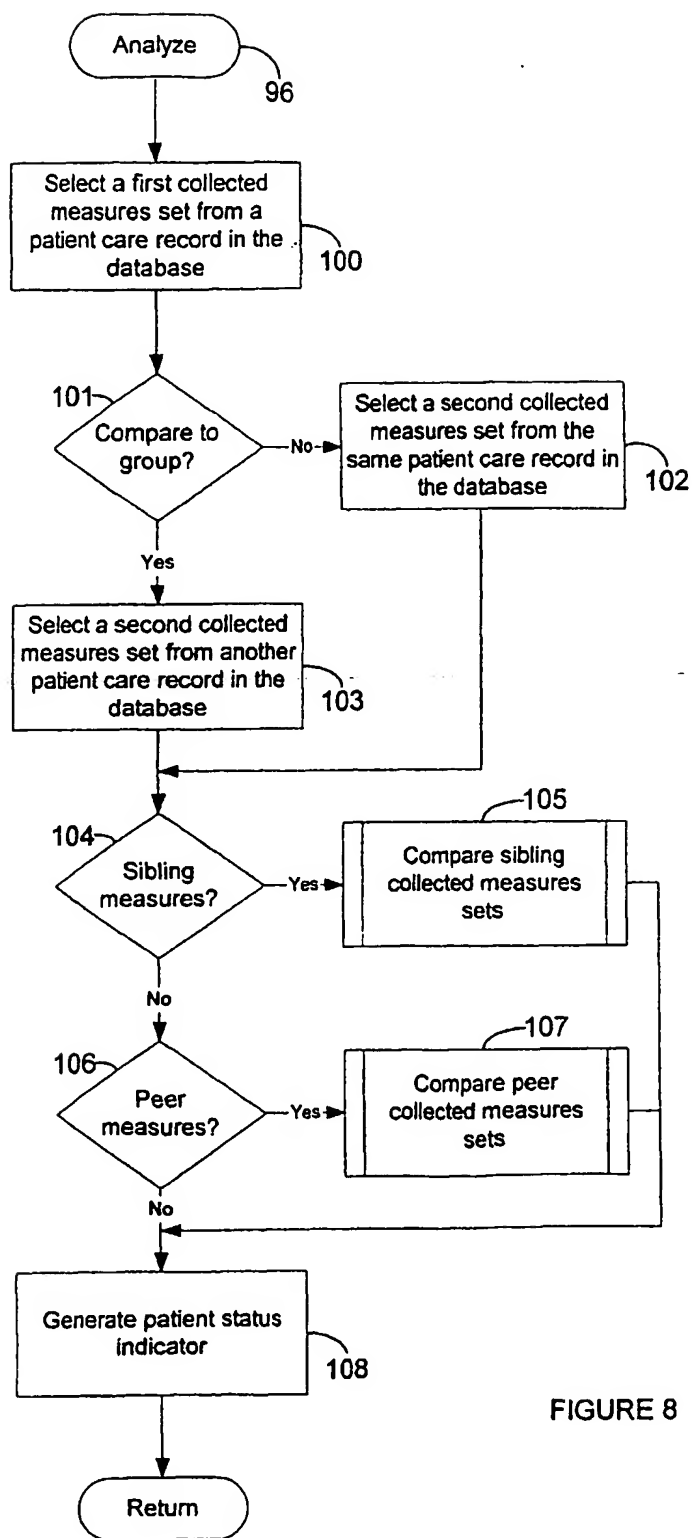 Analyze
96
Select a first collected
measures set from a
patient care record in the
database
100
101
Compare to
group?
No
Select a second collected
measures set from the
same patient care record in
the database
102
Yes
Select a second collected
measures set from another
patient care record in the
database
103
104
Sibling
measures?
Yes
105
Compare sibling
collected measures
sets
No
106
Peer
measures?
Yes
107
Compare peer
collected measures
sets
No
Generate patient status
indicator
108
FIGURE 8
Return